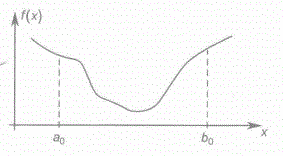 f(x)
a₀ b₀ x